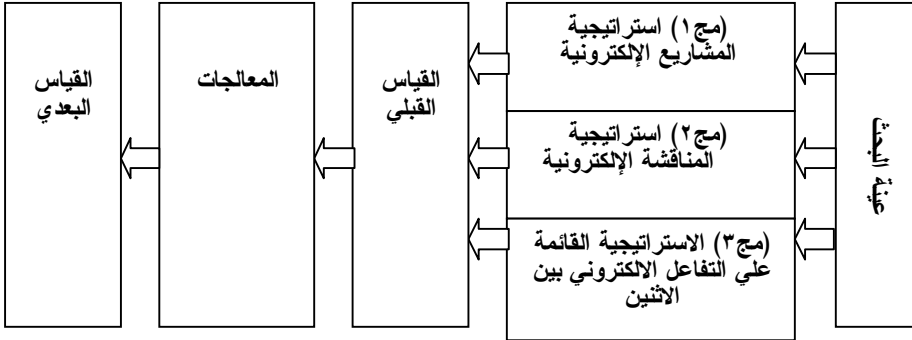 عينة البحث
(مج١) استراتيجية
المشاريع الإلكترونية
(مج٢) استراتيجية
المناقشة الإلكترونية
(مج٣) الاستراتيجية القائمة
علي التفاعل الالكتروني بين
الاثنين
القياس
القبلي
المعالجات
القياس
البعدي